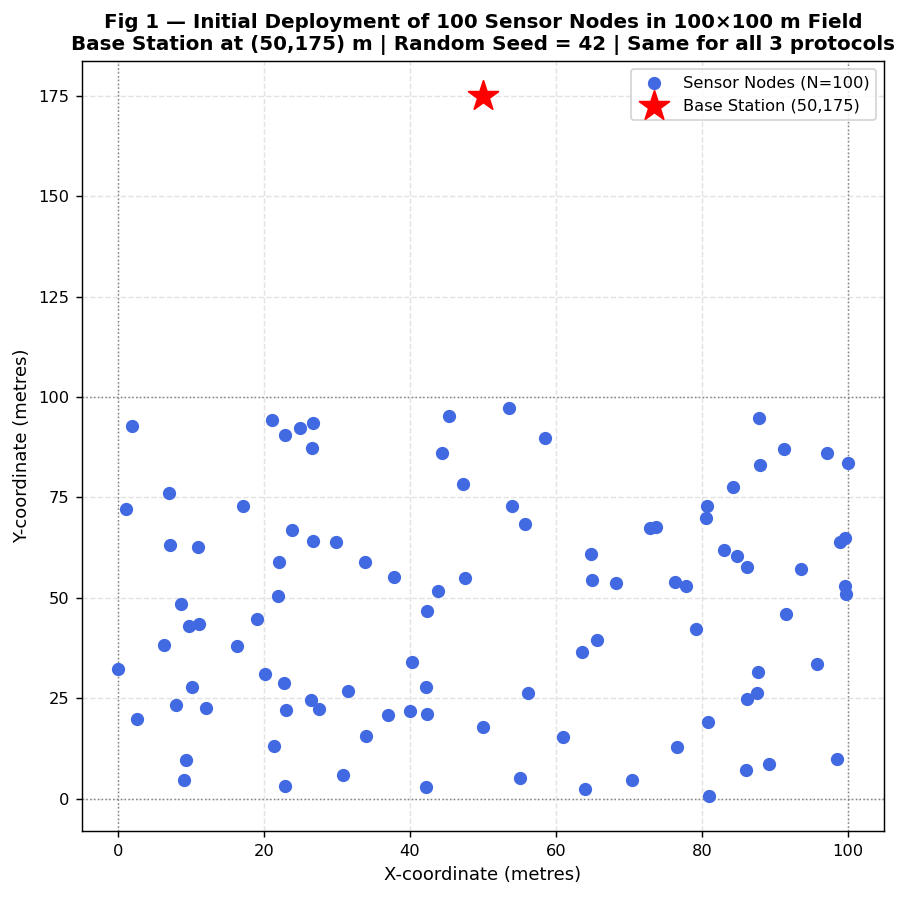 Fig 1 — Initial Deployment of 100 Sensor Nodes in 100×100 m Field
Base Station at (50,175) m | Random Seed = 42 | Same for all 3 protocols
Sensor Nodes (N=100)
Base Station (50,175)
175
150
125
100
75
50
25
0
Y-coordinate (metres)
0 20 40 60 80 100
X-coordinate (metres)